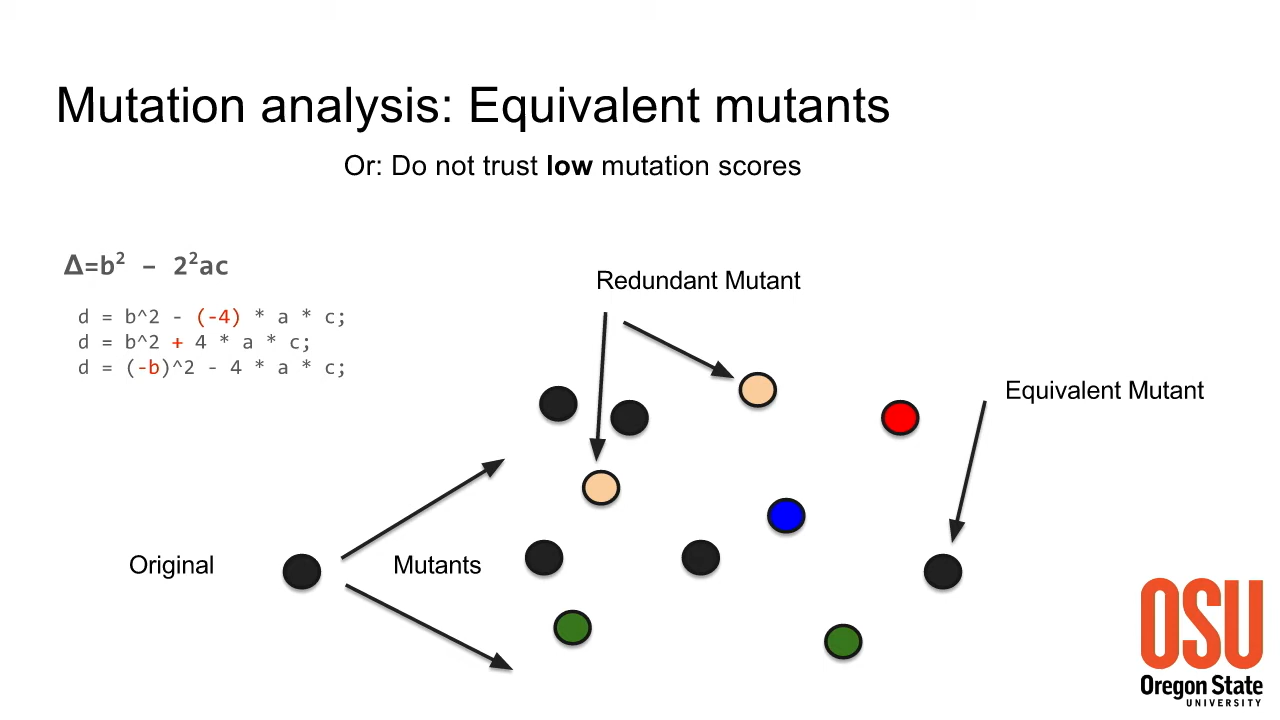 Mutation analysis: Equivalent mutants
Or: Do not trust low mutation scores
Δ=b² – 2²ac
d = b^2 - (-4) * a * c;
d = b^2 + 4 * a * c;
d = (-b)^2 - 4 * a * c;
Redundant Mutant
Equivalent Mutant
Original
Mutants
OSU
Oregon State
UNIVERSITY